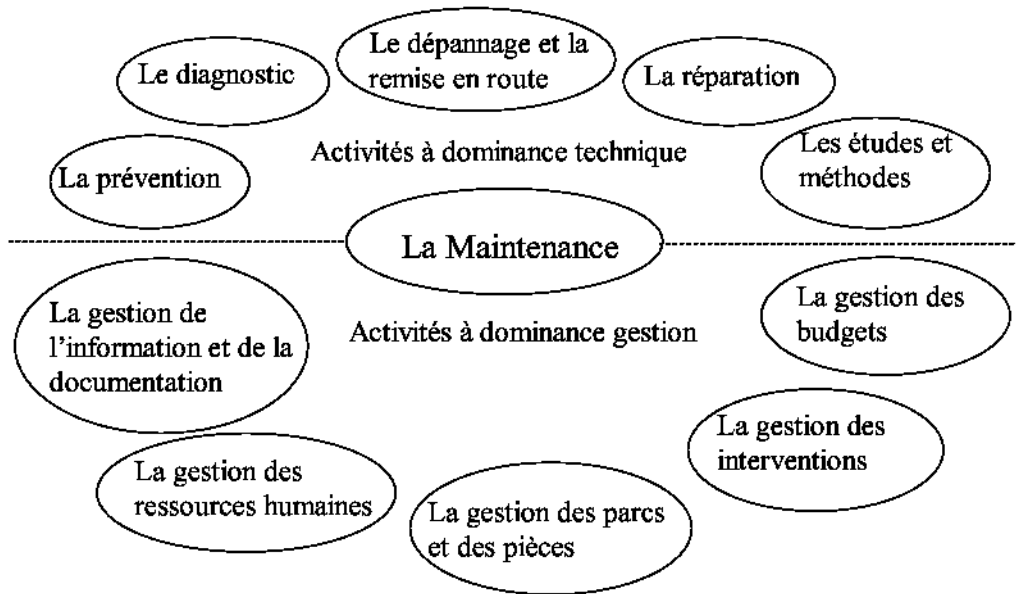 Le dépannage et la
remise en route
Le diagnostic
La réparation
Activités à dominance technique
Les études et
méthodes
La prévention
La Maintenance
La gestion de
l'information et de la
documentation
Activités à dominance gestion
La gestion des
budgets
La gestion des
interventions
La gestion des
ressources humaines
La gestion des parcs
et des pièces